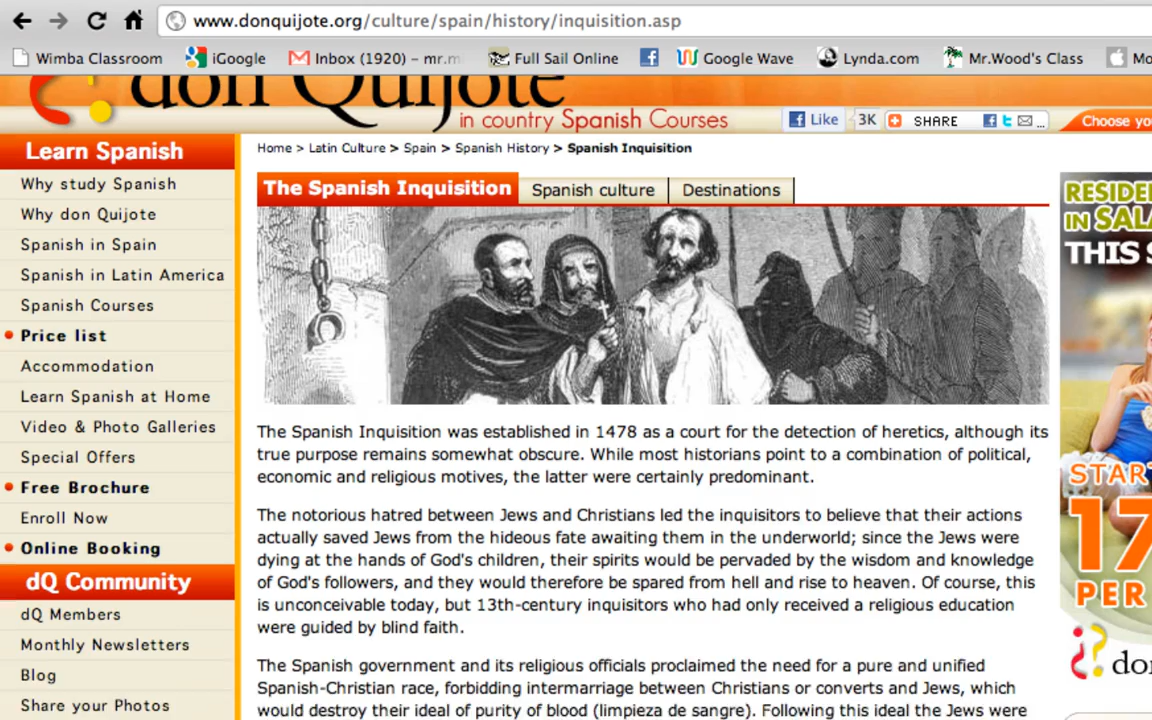 www.donquijote.org/culture/spain/history/inquisition.asp
Wimba Classroom iGoogle Inbox (1920) – mr.m Full Sail Online Google Wave Lynda.com Mr.Wood's Class
don Quijote
in country Spanish Courses
Like 3K SHARE ...
Choose
Learn Spanish
Why study Spanish
Why don Quijote
Spanish in Spain
Spanish in Latin America
Spanish Courses
Price list
Accommodation
Learn Spanish at Home
Video & Photo Galleries
Special Offers
Free Brochure
Enroll Now
Online Booking
dQ Community
dQ Members
Monthly Newsletters
Blog
Share your Photos
Home > Latin Culture > Spain > Spanish History > Spanish Inquisition
The Spanish Inquisition Spanish culture Destinations
The Spanish Inquisition was established in 1478 as a court for the detection of heretics, although its
true purpose remains somewhat obscure. While most historians point to a combination of political,
economic and religious motives, the latter were certainly predominant.
The notorious hatred between Jews and Christians led the inquisitors to believe that their actions
actually saved Jews from the hideous fate awaiting them in the underworld; since the Jews were
dying at the hands of God's children, their spirits would be pervaded by the wisdom and knowledge
of God's followers, and they would therefore be spared from hell and rise to heaven. Of course, this
is unconceivable today, but 13th-century inquisitors who had only received a religious education
were guided by blind faith.
The Spanish government and its religious officials proclaimed the need for a pure and unified
Spanish-Christian race, forbidding intermarriage between Christians or converts and Jews, which
would destroy their ideal of purity of blood (limpieza de sangre). Following this ideal the Jews were
RESIDE
IN SALA
THIS S
START
17
PER
do